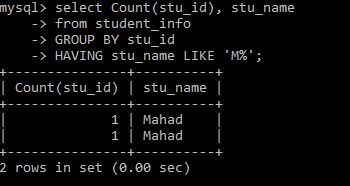 mysql> select Count(stu_id), stu_name
    -> from student_info
    -> GROUP BY stu_id
    -> HAVING stu_name LIKE 'M%';
+---------------+----------+
| Count(stu_id) | stu_name |
+---------------+----------+
|             1 | Mahad    |
|             1 | Mahad    |
+---------------+----------+
2 rows in set (0.00 sec)